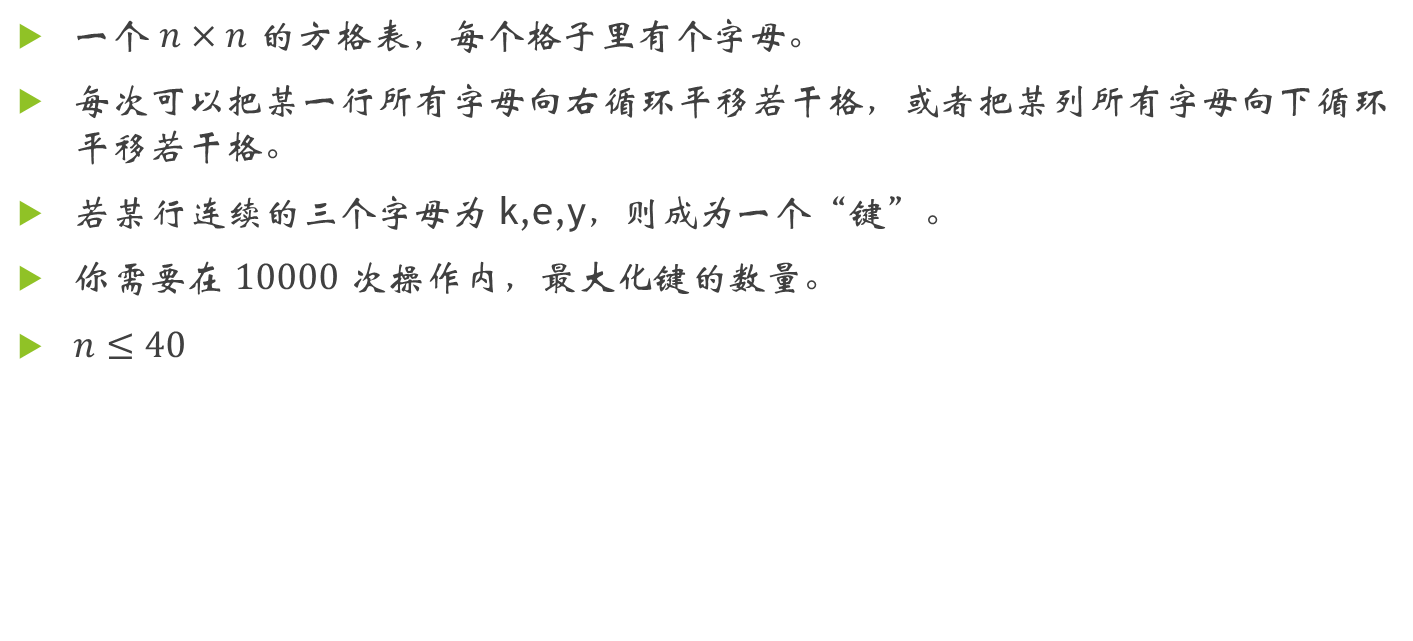 一个 n × n 的方格表，每个格子里有个字母。
每次可以把某一行所有字母向右循环平移若干格，或者把某列所有字母向下循环
平移若干格。
若某行连续的三个字母为 k,e,y，则成为一个“键”。
你需要在 10000 次操作内，最大化键的数量。
n ≤ 40